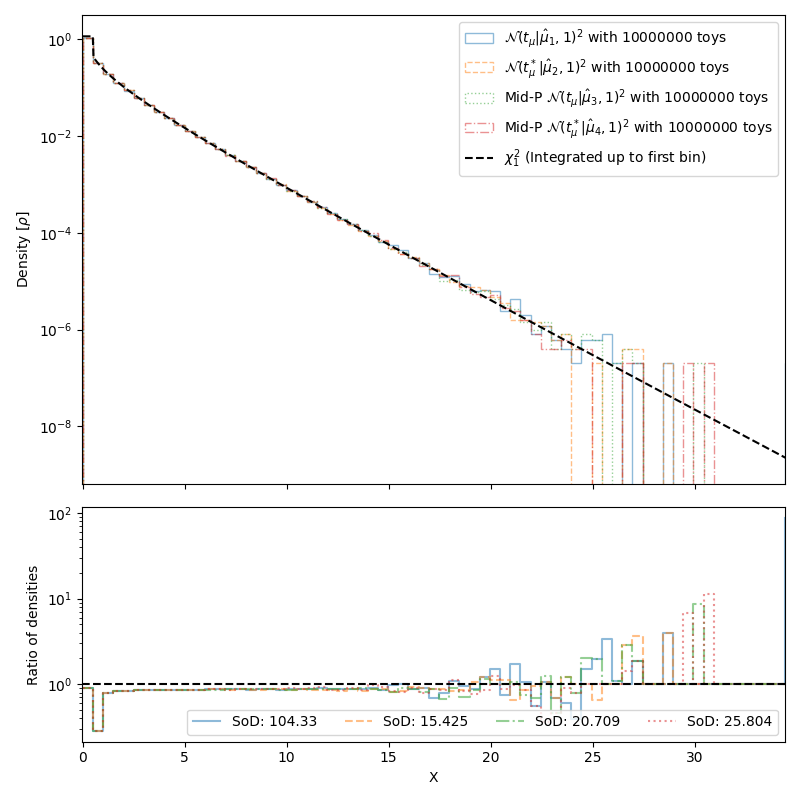 10⁰
10⁻²
10⁻⁴
10⁻⁶
10⁻⁸
Density [ρ]
𝒩(t_μ|μ̂₁, 1)² with 10000000 toys
𝒩(t*_μ|μ̂₂, 1)² with 10000000 toys
Mid-P 𝒩(t_μ|μ̂₃, 1)² with 10000000 toys
Mid-P 𝒩(t*_μ|μ̂₄, 1)² with 10000000 toys
χ²₁ (Integrated up to first bin)
10²
10¹
10⁰
Ratio of densities
SoD: 104.33 SoD: 15.425 SoD: 20.709 SoD: 25.804
0 5 10 15 20 25 30
X